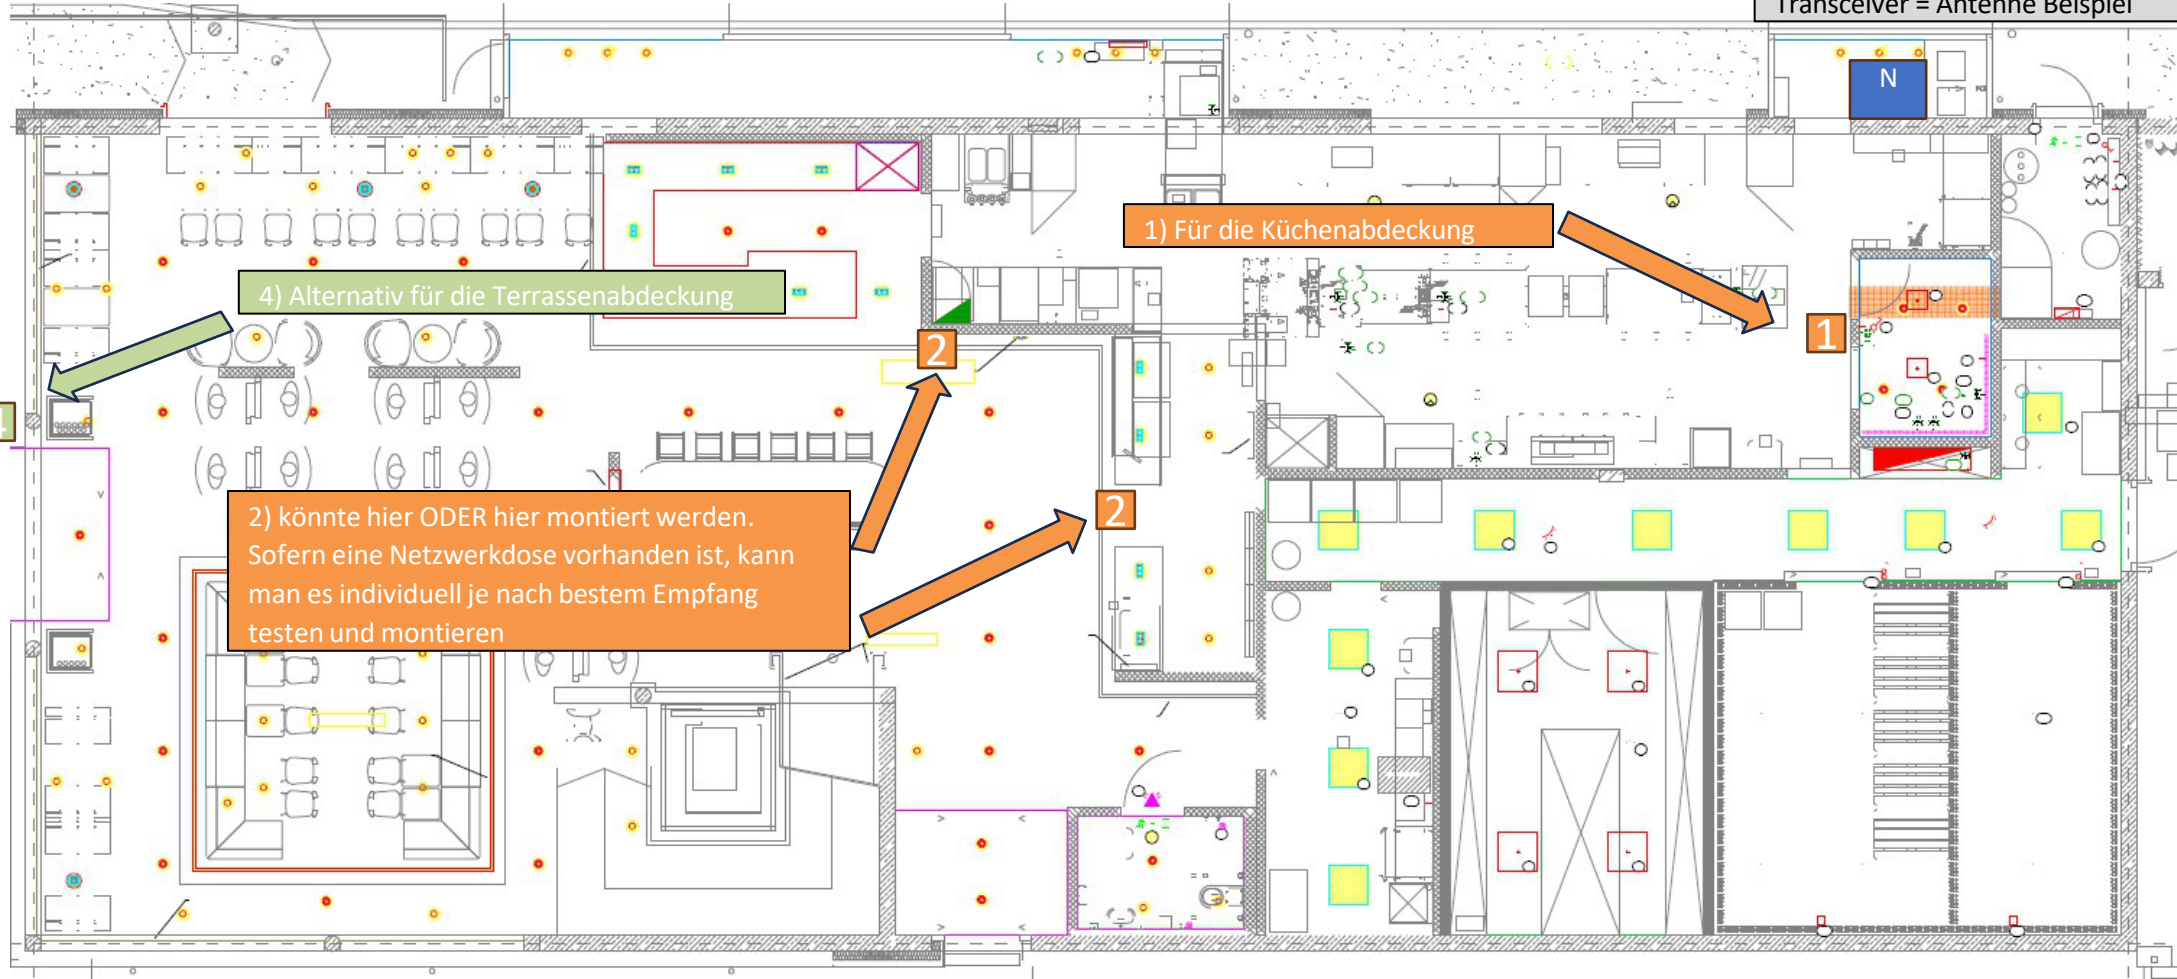 Transceiver = Antenne Beispiel
N
1) Für die Küchenabdeckung
4) Alternativ für die Terrassenabdeckung
1
2
4
2
2) könnte hier ODER hier montiert werden.
Sofern eine Netzwerkdose vorhanden ist, kann
man es individuell je nach bestem Empfang
testen und montieren